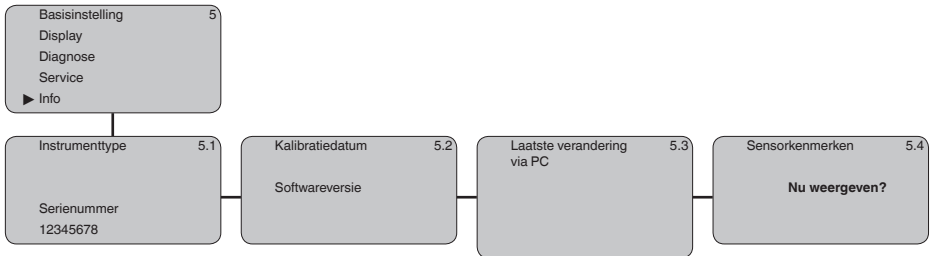 Basisinstelling 5
Display
Diagnose
Service
▶ Info
Instrumenttype 5.1
Serienummer
12345678
Kalibratiedatum 5.2
Softwareversie
Laatste verandering 5.3
via PC
Sensorkenmerken 5.4
Nu weergeven?